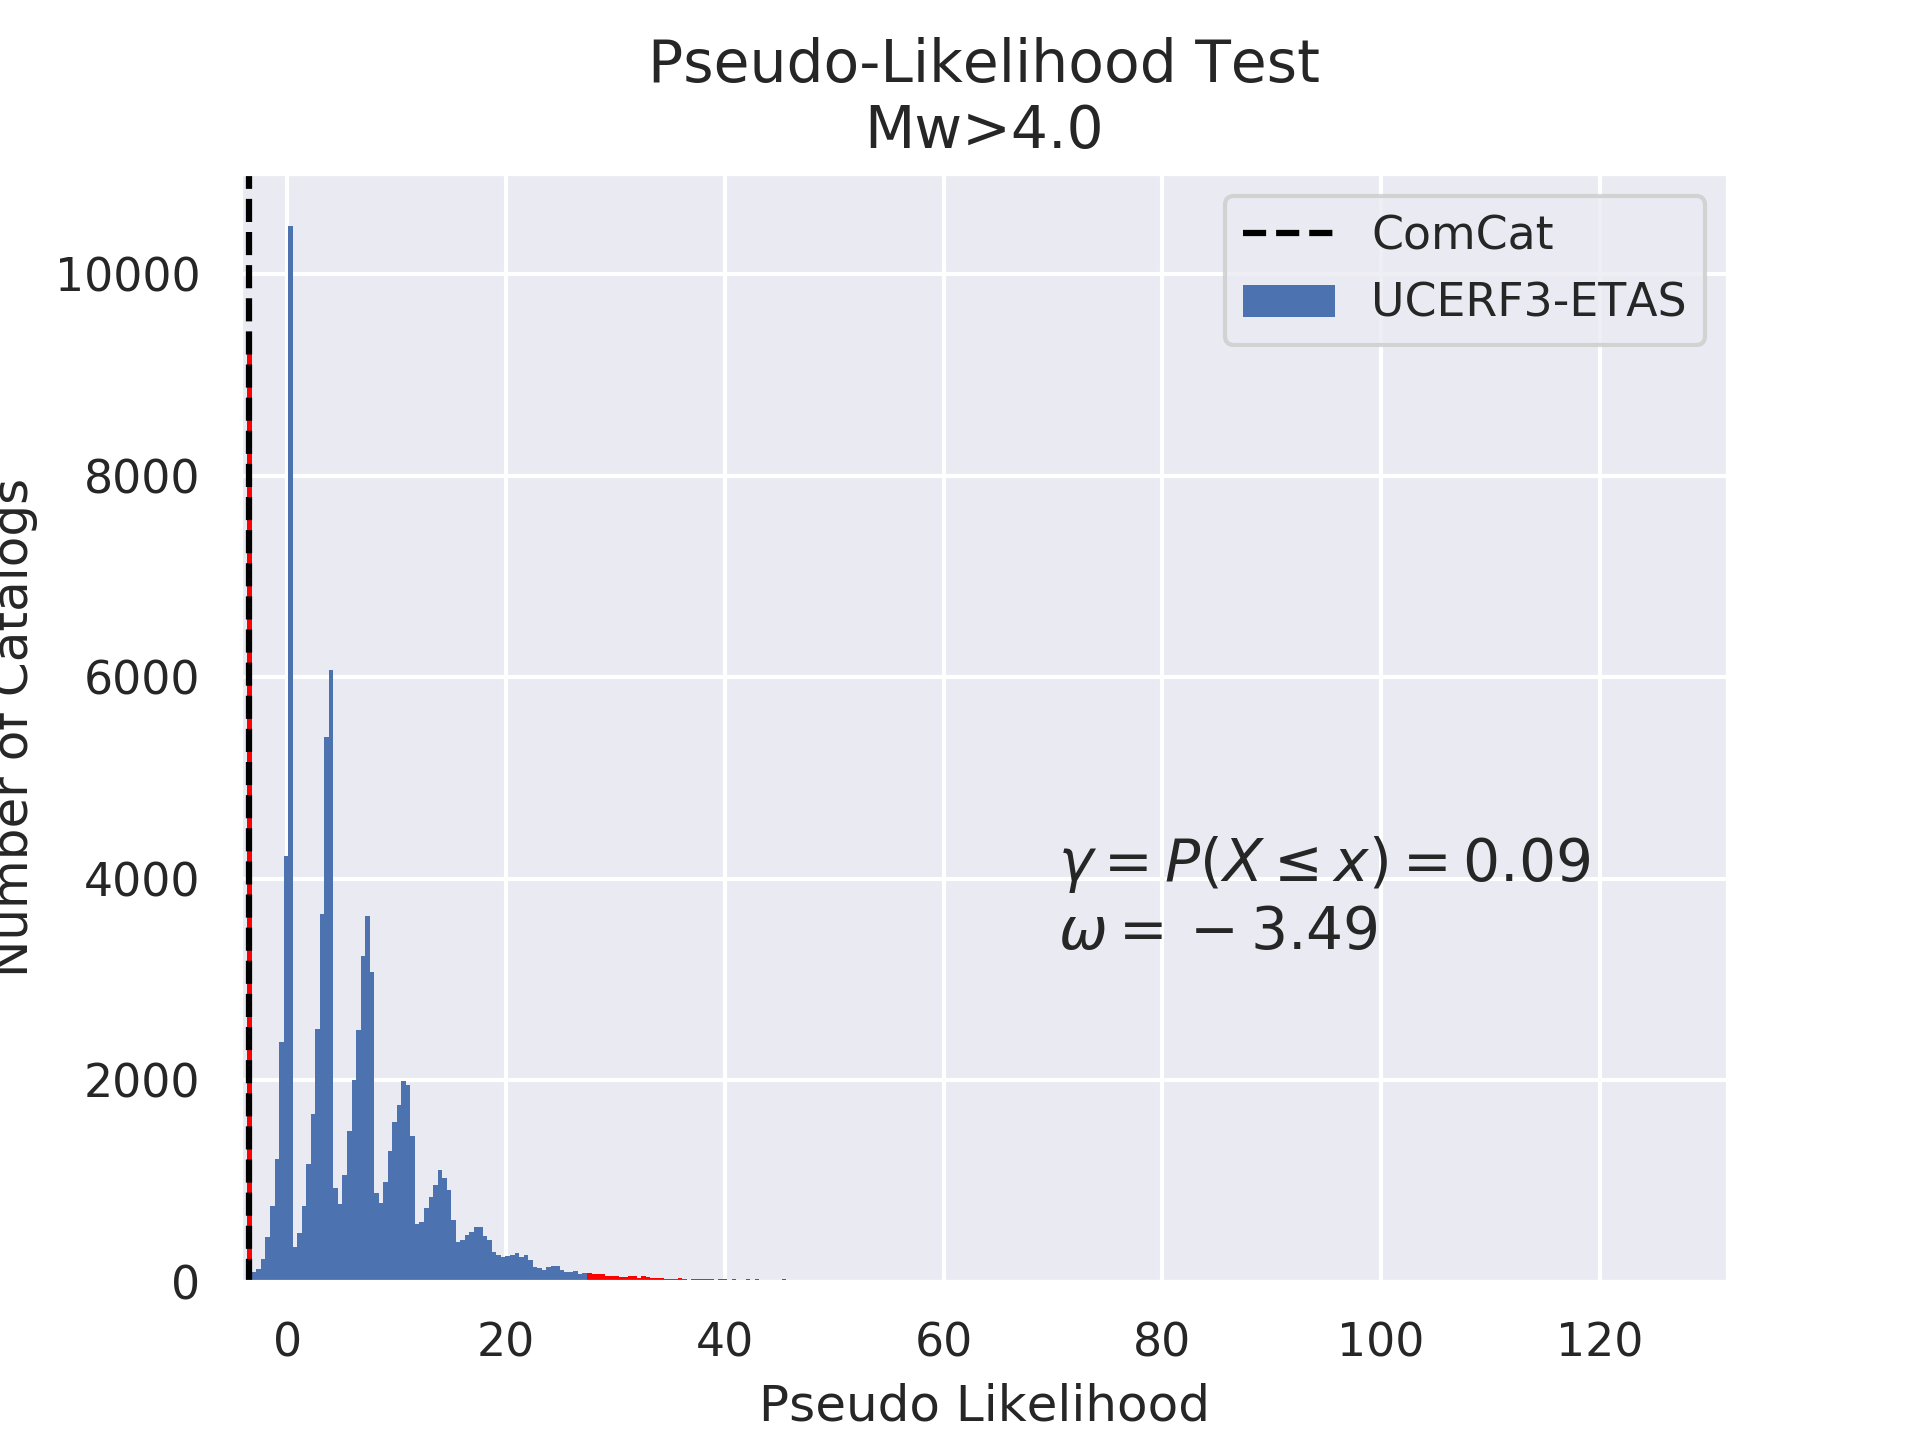 Pseudo-Likelihood Test
Mw>4.0
ComCat
UCERF3-ETAS
Number of Catalogs
10000
8000
6000
4000
2000
0
γ = P(X ≤ x) = 0.09
ω = − 3.49
0 20 40 60 80 100 120
Pseudo Likelihood